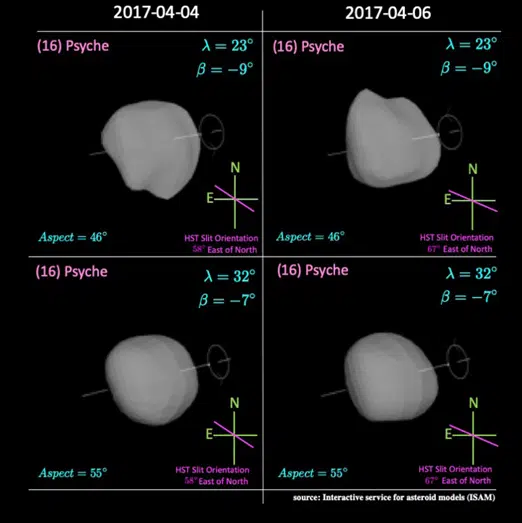 2017-04-04
2017-04-06
(16) Psyche
λ = 23°
β = −9°
N
E
Aspect = 46°
HST Slit Orientation
58° East of North
(16) Psyche
λ = 23°
β = −9°
N
E
Aspect = 46°
HST Slit Orientation
67° East of North
(16) Psyche
λ = 32°
β = −7°
N
E
Aspect = 55°
HST Slit Orientation
58° East of North
(16) Psyche
λ = 32°
β = −7°
N
E
Aspect = 55°
HST Slit Orientation
67° East of North
source: Interactive service for asteroid models (ISAM)